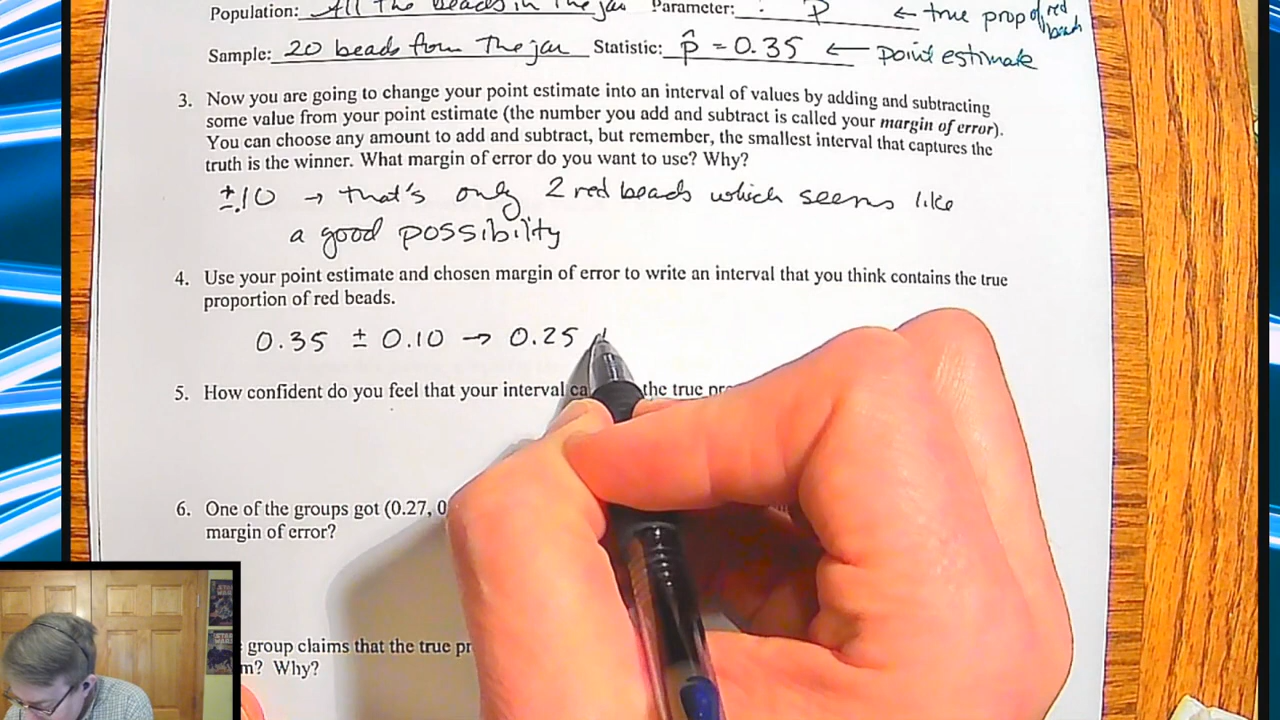 Population: All the beads in the jar Parameter: P ← true prop of red beads
Sample: 20 beads from the jar Statistic: p̂ = 0.35 ← point estimate
3. Now you are going to change your point estimate into an interval of values by adding and subtracting
some value from your point estimate (the number you add and subtract is called your margin of error).
You can choose any amount to add and subtract, but remember, the smallest interval that captures the
truth is the winner. What margin of error do you want to use? Why?
±.10 → that's only 2 red beads which seems like
a good possibility
4. Use your point estimate and chosen margin of error to write an interval that you think contains the true
proportion of red beads.
0.35 ± 0.10 → 0.25
5. How confident do you feel that your interval the true
6. One of the groups got (0.27,
margin of error?
group claims that the true
Why?